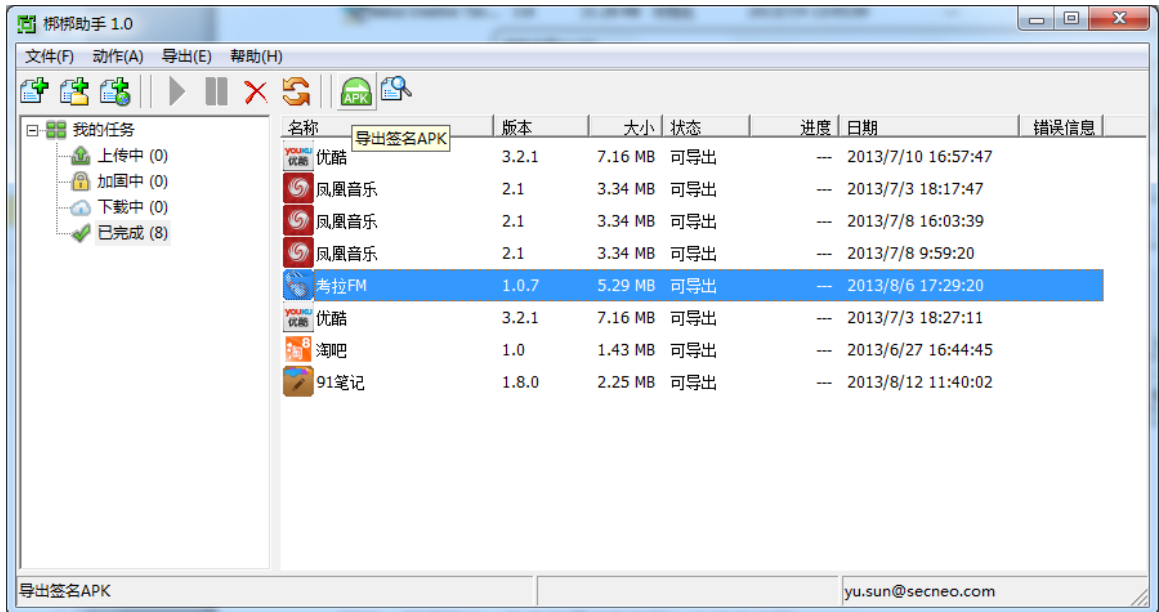 梆梆助手 1.0
文件(F) 动作(A) 导出(E) 帮助(H)
APK
我的任务
上传中 (0)
加固中 (0)
下载中 (0)
已完成 (8)
名称 版本 大小 状态 进度 日期 错误信息
导出签名APK
YOUKU 优酷 优酷 3.2.1 7.16 MB 可导出 --- 2013/7/10 16:57:47
凤凰音乐 2.1 3.34 MB 可导出 --- 2013/7/3 18:17:47
凤凰音乐 2.1 3.34 MB 可导出 --- 2013/7/8 16:03:39
凤凰音乐 2.1 3.34 MB 可导出 --- 2013/7/8 9:59:20
考拉FM 1.0.7 5.29 MB 可导出 --- 2013/8/6 17:29:20
YOUKU 优酷 优酷 3.2.1 7.16 MB 可导出 --- 2013/7/3 18:27:11
淘8 淘吧 1.0 1.43 MB 可导出 --- 2013/6/27 16:44:45
91笔记 1.8.0 2.25 MB 可导出 --- 2013/8/12 11:40:02
导出签名APK yu.sun@secneo.com